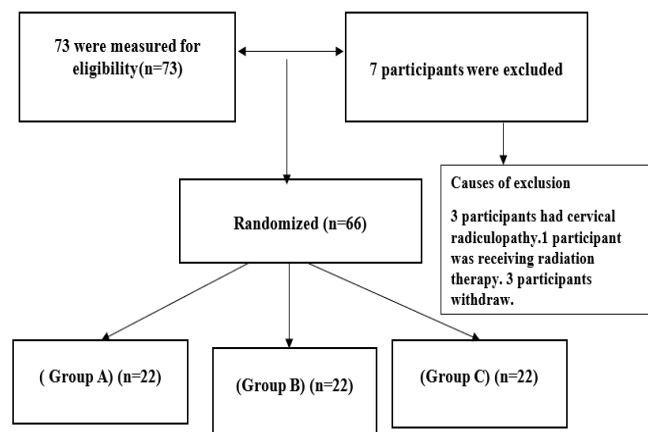 73 were measured for
eligibility(n=73)
7 participants were excluded
Causes of exclusion
3 participants had cervical
radiculopathy.1 participant
was receiving radiation
therapy. 3 participants
withdraw.
Randomized (n=66)
( Group A) (n=22)
(Group B) (n=22)
(Group C) (n=22)